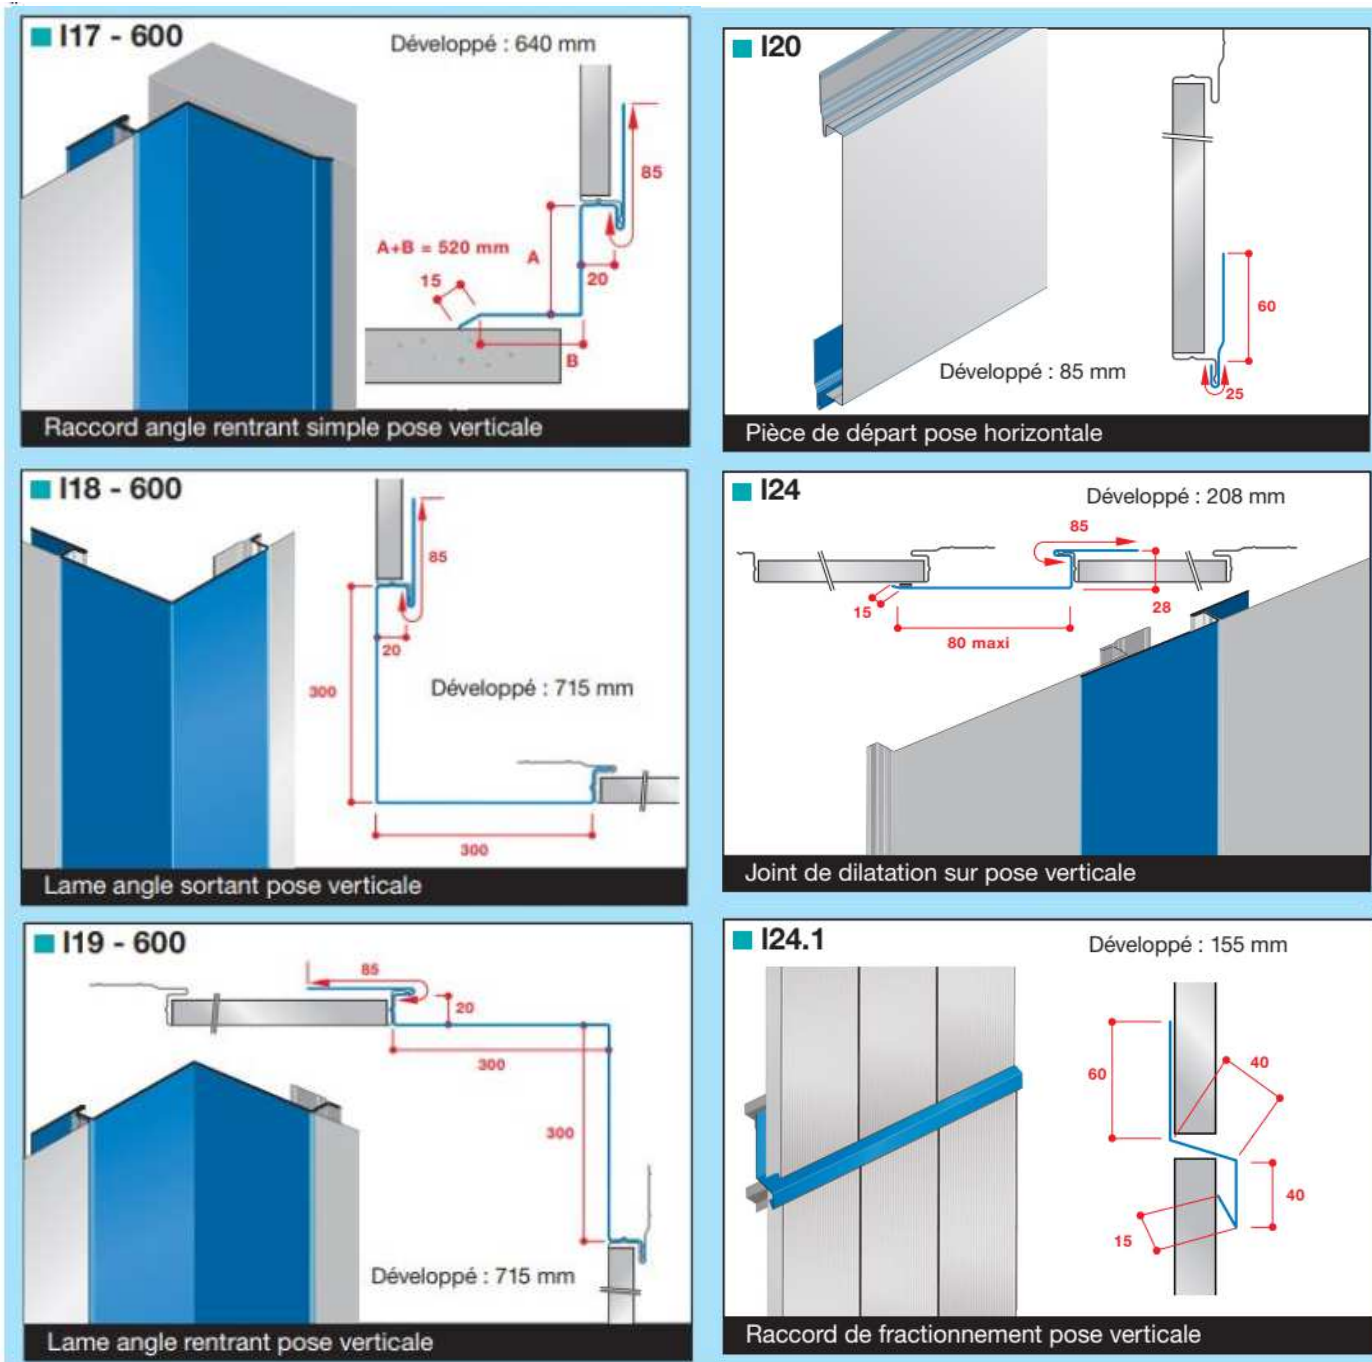 I17 - 600
Développé : 640 mm
85
A+B = 520 mm
A
15
20
B
Raccord angle rentrant simple pose verticale
I20
60
Développé : 85 mm
25
Pièce de départ pose horizontale
I18 - 600
85
20
300
Développé : 715 mm
300
Lame angle sortant pose verticale
I24
Développé : 208 mm
85
15
28
80 maxi
Joint de dilatation sur pose verticale
I19 - 600
85
20
300
300
Développé : 715 mm
Lame angle rentrant pose verticale
I24.1
Développé : 155 mm
40
60
40
15
Raccord de fractionnement pose verticale